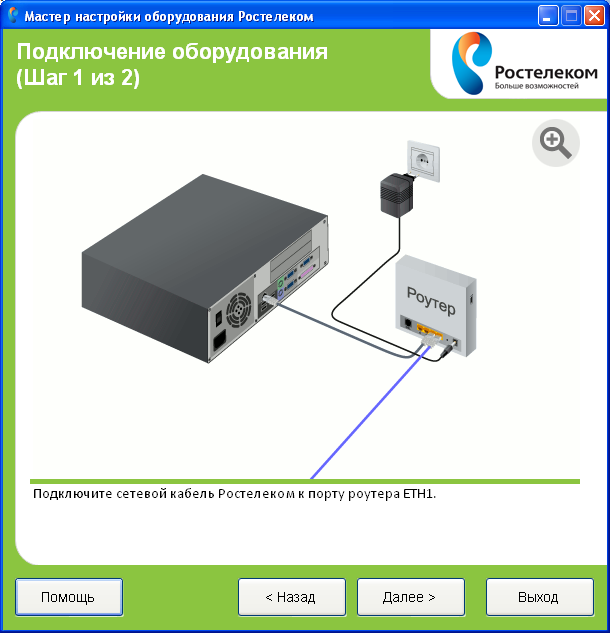 Мастер настройки оборудования Ростелеком
Подключение оборудования
(Шаг 1 из 2)
Ростелеком
Больше возможностей
Роутер
Подключите сетевой кабель Ростелеком к порту роутера ETH1.
Помощь
< Назад
Далее >
Выход